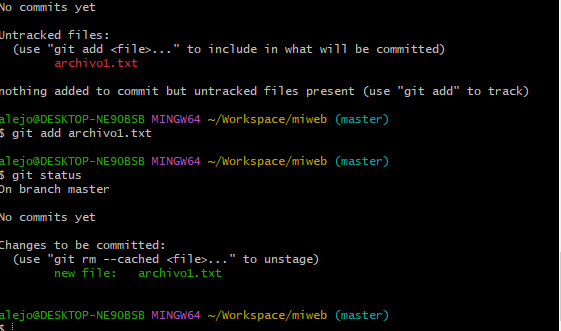 No commits yet
Untracked files:
(use "git add <file>..." to include in what will be committed)
archivo1.txt
nothing added to commit but untracked files present (use "git add" to track)
alejo@DESKTOP-NE9OBSB MINGW64 ~/Workspace/miweb (master)
$ git add archivo1.txt
alejo@DESKTOP-NE9OBSB MINGW64 ~/Workspace/miweb (master)
$ git status
On branch master
No commits yet
Changes to be committed:
(use "git rm --cached <file>..." to unstage)
new file: archivo1.txt
alejo@DESKTOP-NE9OBSB MINGW64 ~/Workspace/miweb (master)
$